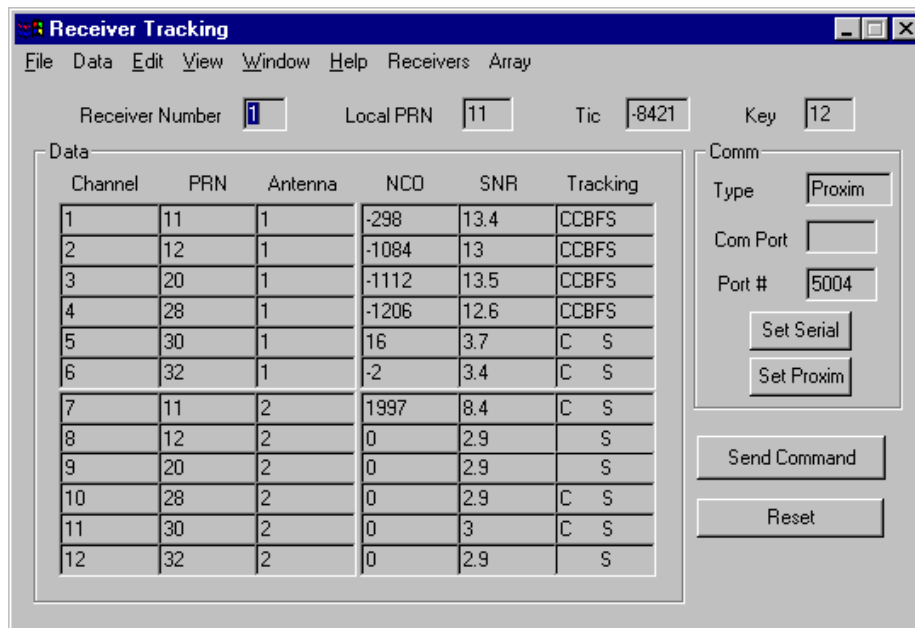 Receiver Tracking
File Data Edit View Window Help Receivers Array
Receiver Number 1 Local PRN 11 Tic -8421 Key 12
Data
Channel PRN Antenna NCO SNR Tracking
1 11 1 -298 13.4 CCBFS
2 12 1 -1084 13 CCBFS
3 20 1 -1112 13.5 CCBFS
4 28 1 -1206 12.6 CCBFS
5 30 1 16 3.7 C S
6 32 1 -2 3.4 C S
7 11 2 1997 8.4 C S
8 12 2 0 2.9 S
9 20 2 0 2.9 S
10 28 2 0 2.9 C S
11 30 2 0 3 C S
12 32 2 0 2.9 S
Comm
Type Proxim
Com Port
Port # 5004
Set Serial
Set Proxim
Send Command
Reset